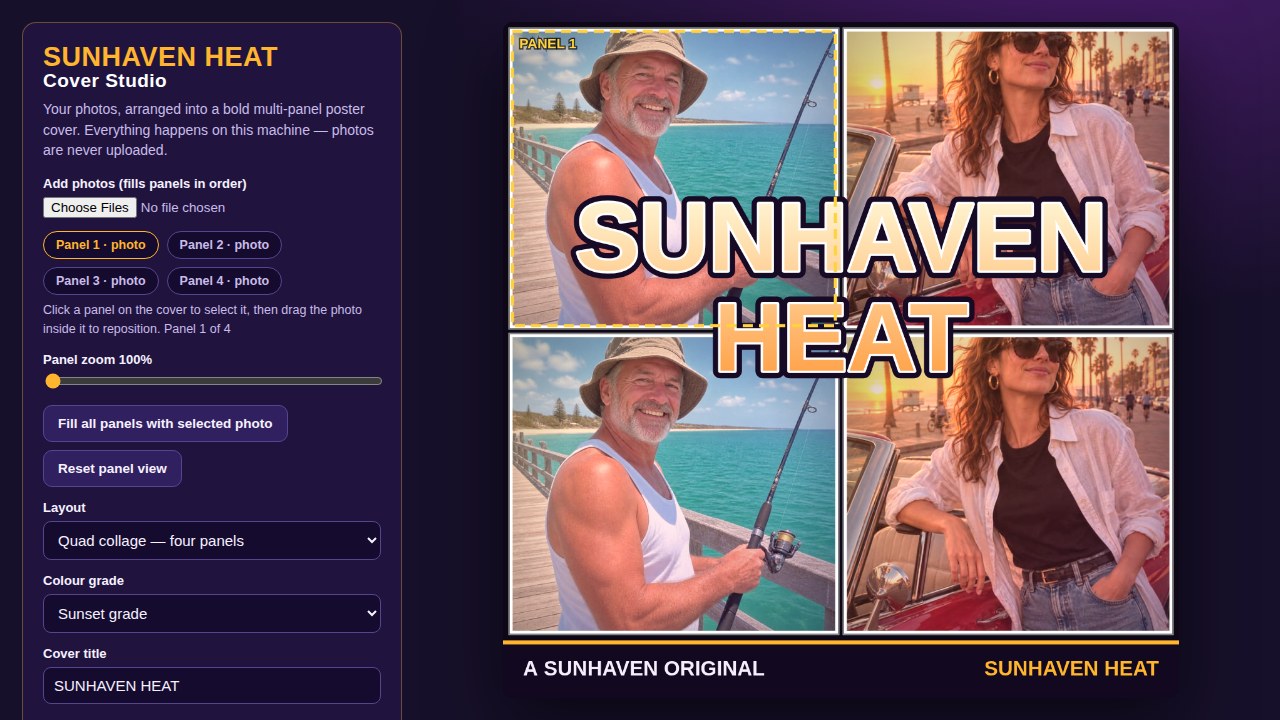 SUNHAVEN HEAT
Cover Studio
Your photos, arranged into a bold multi-panel poster
cover. Everything happens on this machine — photos
are never uploaded.
Add photos (fills panels in order)
Choose Files No file chosen
Panel 1 · photo
Panel 2 · photo
Panel 3 · photo
Panel 4 · photo
Click a panel on the cover to select it, then drag the photo
inside it to reposition. Panel 1 of 4
Panel zoom 100%
Fill all panels with selected photo
Reset panel view
Layout
Quad collage — four panels
Colour grade
Sunset grade
Cover title
SUNHAVEN HEAT
PANEL 1
SUNHAVEN
HEAT
A SUNHAVEN ORIGINAL
SUNHAVEN HEAT